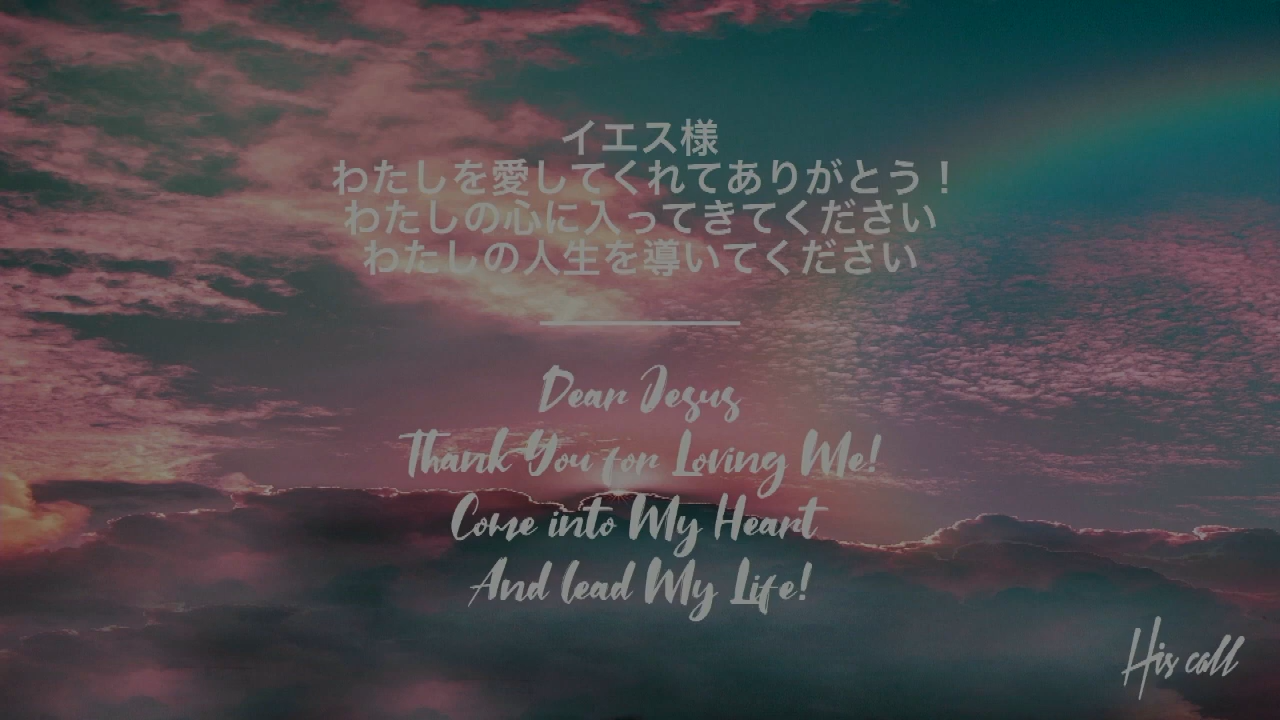 イエス様
わたしを愛してくれてありがとう！
わたしの心に入ってきてください
わたしの人生を導いてください
Dear Jesus
Thank You for Loving Me!
Come into My Heart
And lead My Life!
His call